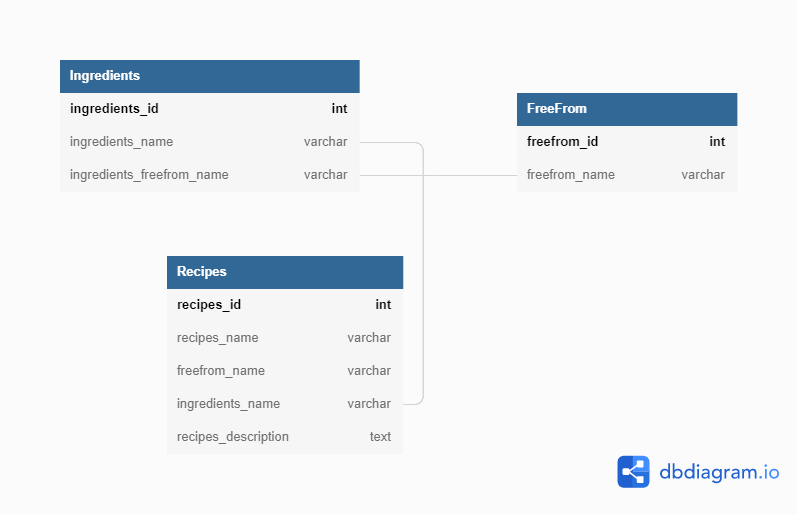 Ingredients
ingredients_id int
ingredients_name varchar
ingredients_freefrom_name varchar
FreeFrom
freefrom_id int
freefrom_name varchar
Recipes
recipes_id int
recipes_name varchar
freefrom_name varchar
ingredients_name varchar
recipes_description text
dbdiagram.io